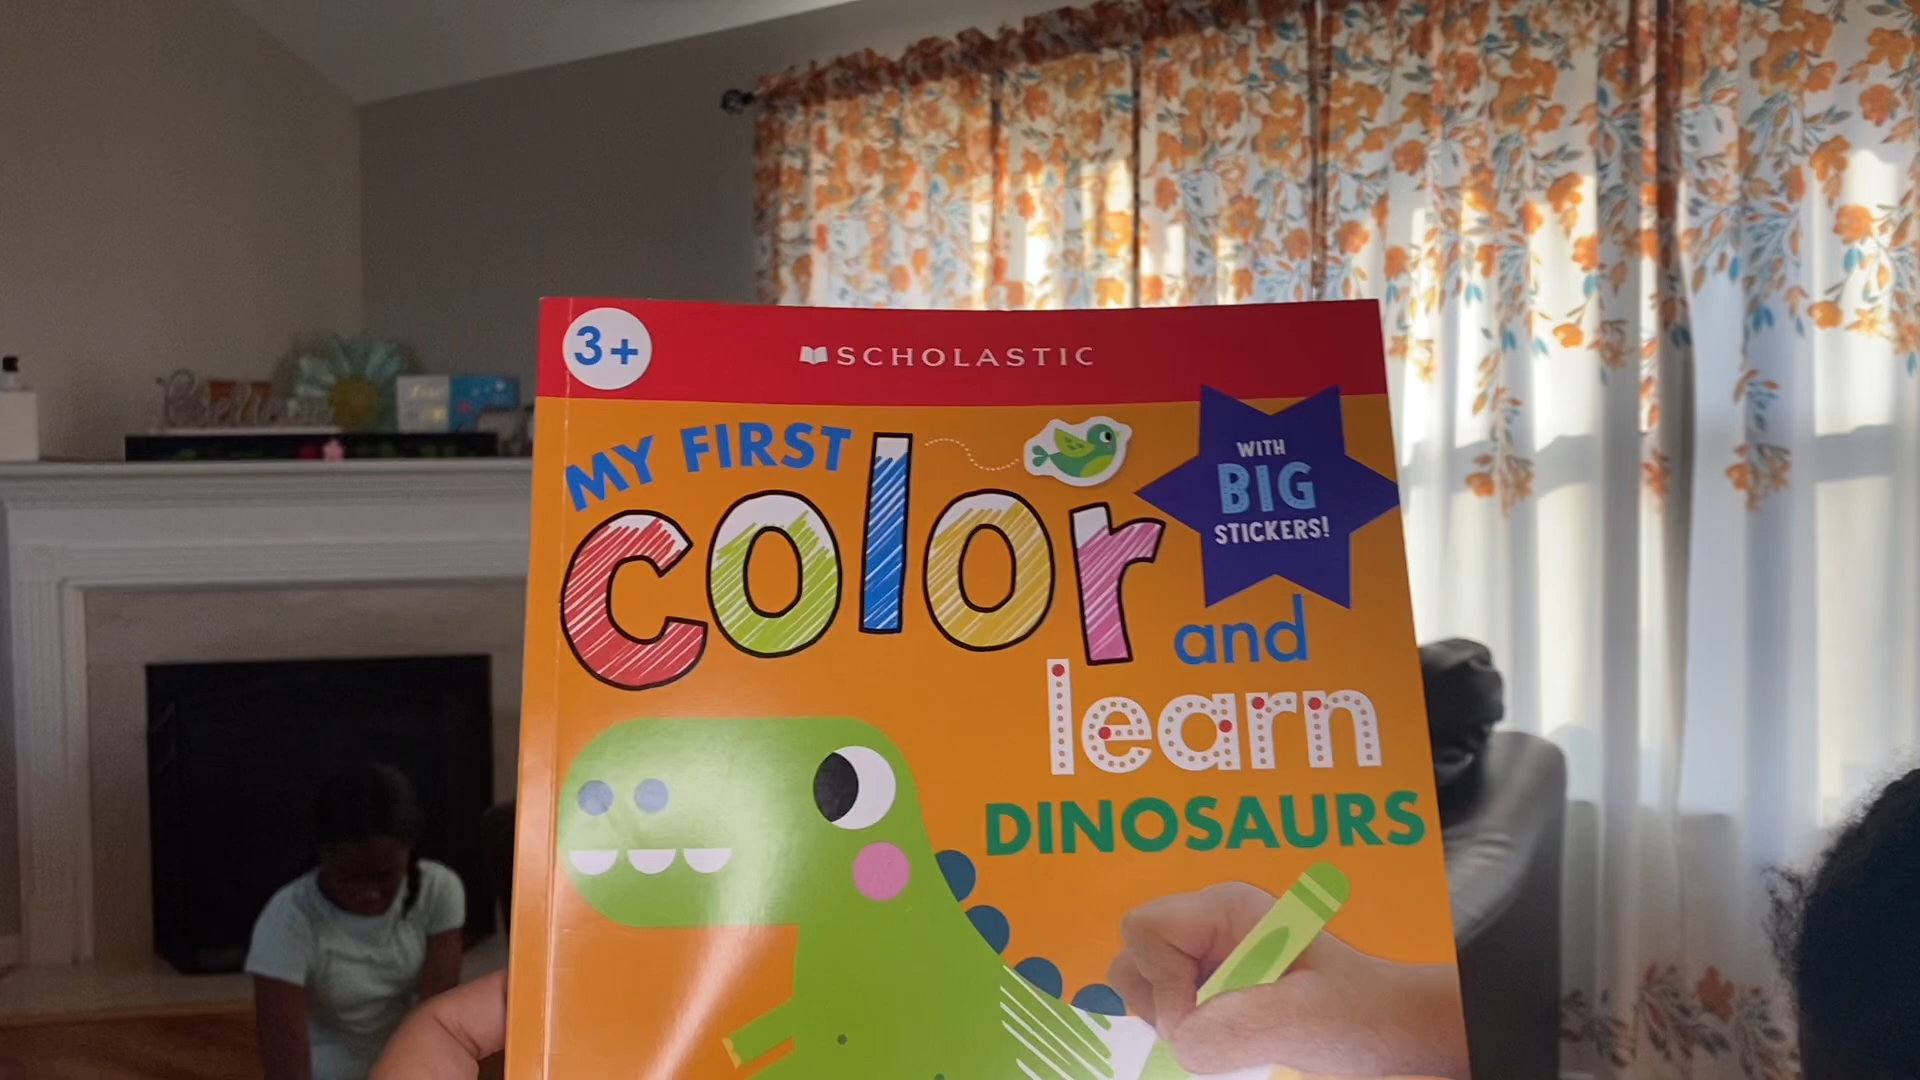 3+
SCHOLASTIC
MY FIRST
color
WITH
BIG
STICKERS!
and
learn
DINOSAURS